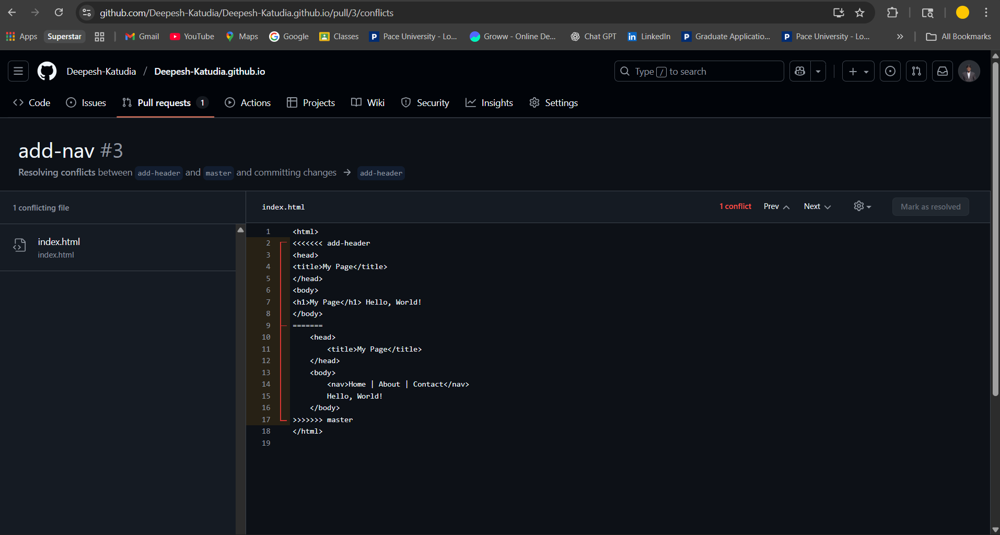 github.com/Deepesh-Katudia/Deepesh-Katudia.github.io/pull/3/conflicts
Apps Superstar Gmail YouTube Maps Google Classes Pace University - Lo... Groww - Online De... Chat GPT LinkedIn Graduate Applicatio... Pace University - Lo... » All Bookmarks
Deepesh-Katudia / Deepesh-Katudia.github.io Type / to search
Code Issues Pull requests 1 Actions Projects Wiki Security Insights Settings
add-nav #3
Resolving conflicts between add-header and master and committing changes → add-header
1 conflicting file
index.html
index.html
index.html 1 conflict Prev Next Mark as resolved
1 <html>
2 <<<<<<< add-header
3 <head>
4 <title>My Page</title>
5 </head>
6 <body>
7 <h1>My Page</h1> Hello, World!
8 </body>
9 =======
10     <head>
11         <title>My Page</title>
12     </head>
13     <body>
14         <nav>Home | About | Contact</nav>
15         Hello, World!
16     </body>
17 >>>>>>> master
18 </html>
19